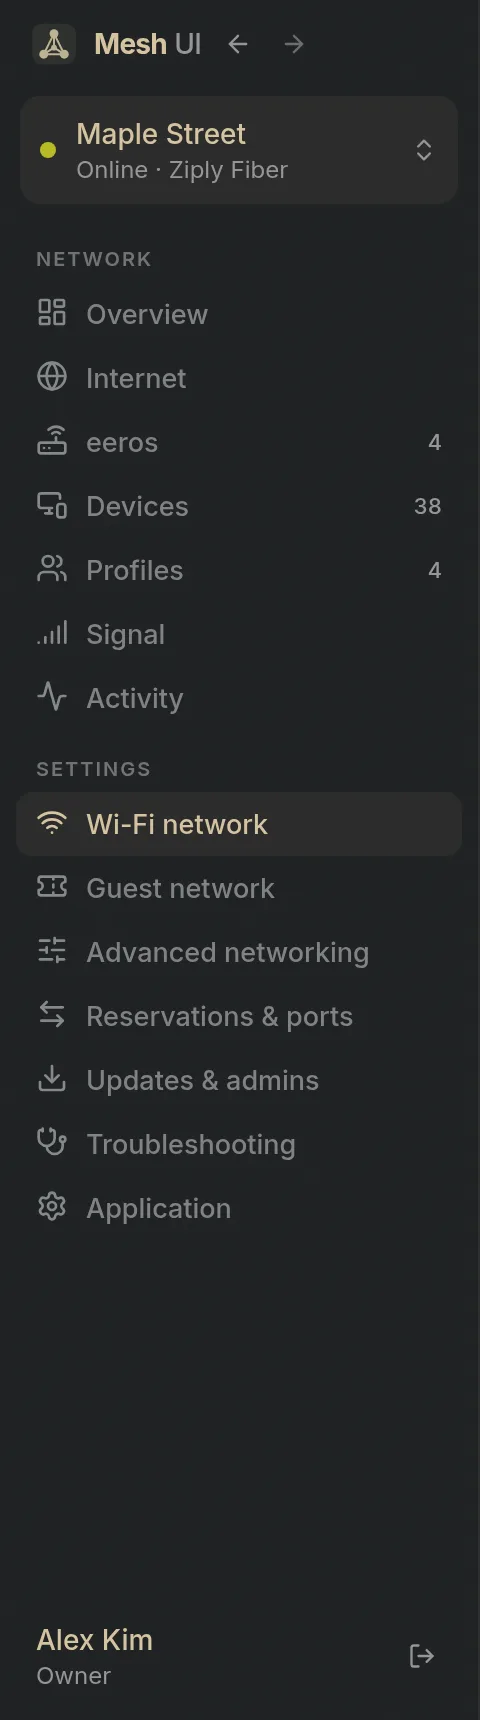 Mesh UI
Maple Street
Online · Ziply Fiber
NETWORK
Overview
Internet
eeros 4
Devices 38
Profiles 4
Signal
Activity
SETTINGS
Wi-Fi network
Guest network
Advanced networking
Reservations & ports
Updates & admins
Troubleshooting
Application
Alex Kim
Owner